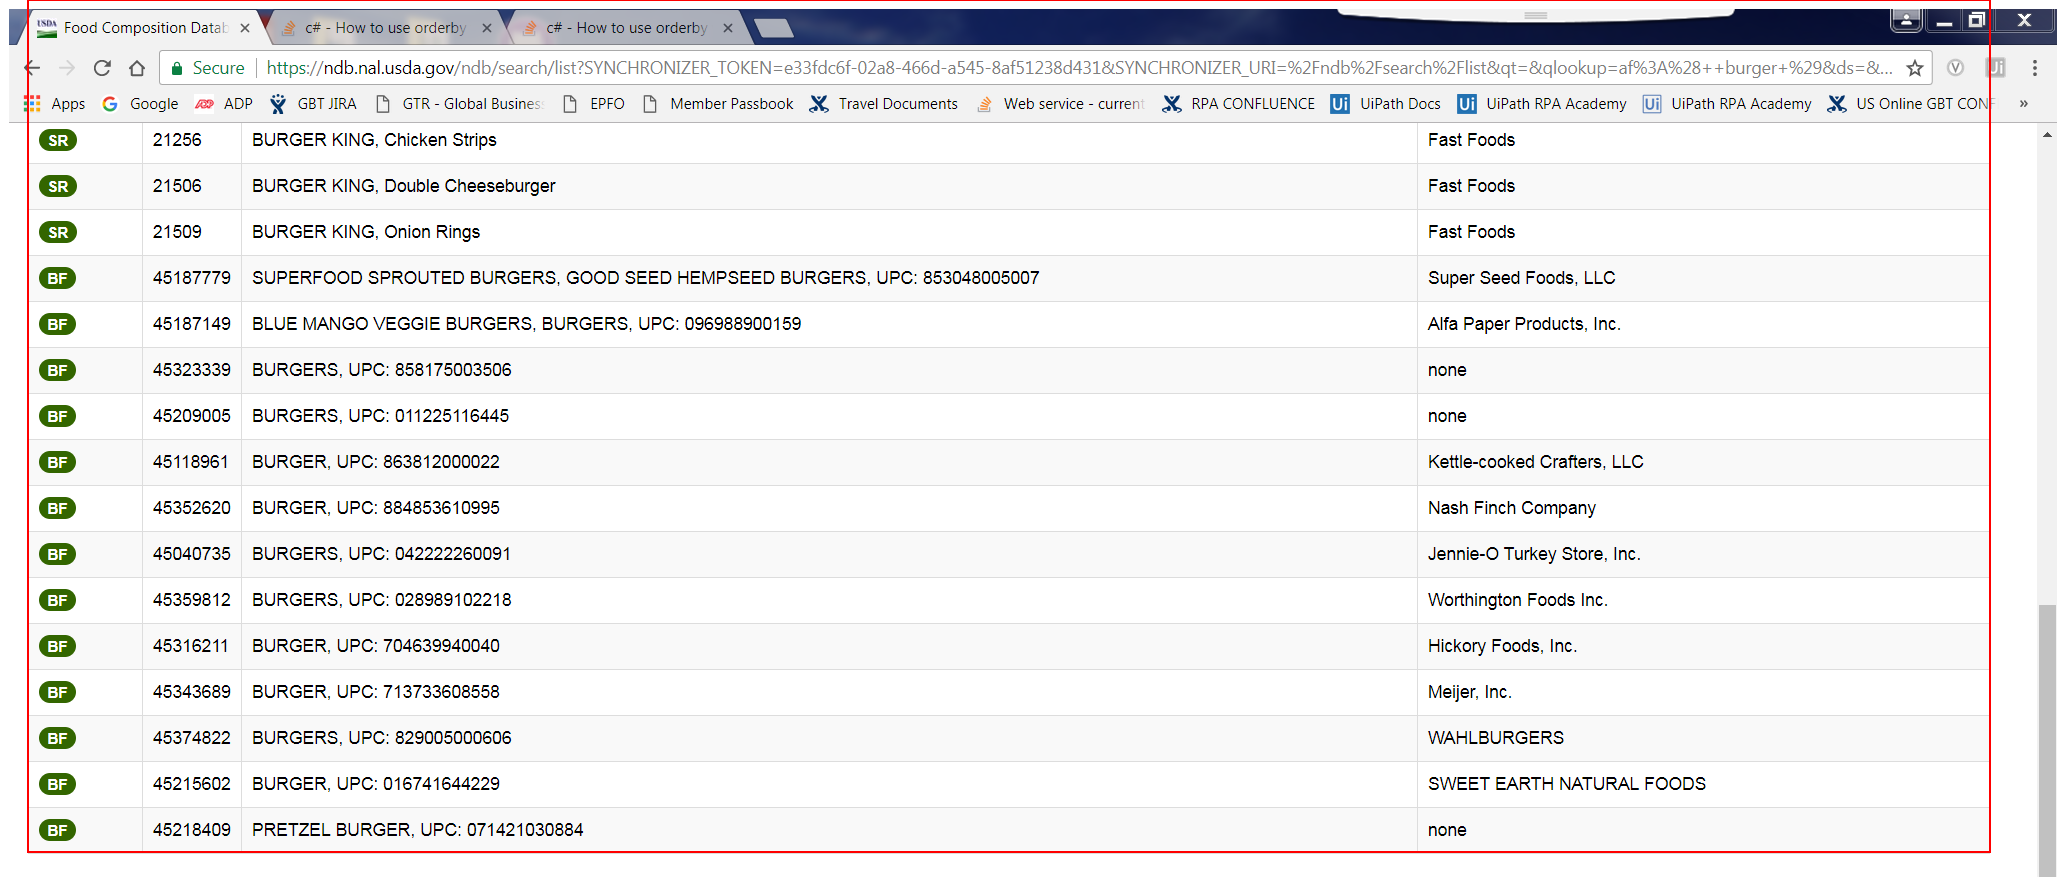 USDA Food Composition Datab c# - How to use orderby c# - How to use orderby
Secure https://ndb.nal.usda.gov/ndb/search/list?SYNCHRONIZER_TOKEN=e33fdc6f-02a8-466d-a545-8af51238d431&SYNCHRONIZER_URI=%2Fndb%2Fsearch%2Flist&qt=&qlookup=af%3A%28++burger+%29&ds=&...
Apps Google ADP GBT JIRA GTR - Global Business EPFO Member Passbook Travel Documents Web service - current RPA CONFLUENCE Ui UiPath Docs Ui UiPath RPA Academy Ui UiPath RPA Academy US Online GBT CONF »
SR 21256 BURGER KING, Chicken Strips Fast Foods
SR 21506 BURGER KING, Double Cheeseburger Fast Foods
SR 21509 BURGER KING, Onion Rings Fast Foods
BF 45187779 SUPERFOOD SPROUTED BURGERS, GOOD SEED HEMPSEED BURGERS, UPC: 853048005007 Super Seed Foods, LLC
BF 45187149 BLUE MANGO VEGGIE BURGERS, BURGERS, UPC: 096988900159 Alfa Paper Products, Inc.
BF 45323339 BURGERS, UPC: 858175003506 none
BF 45209005 BURGERS, UPC: 011225116445 none
BF 45118961 BURGER, UPC: 863812000022 Kettle-cooked Crafters, LLC
BF 45352620 BURGER, UPC: 884853610995 Nash Finch Company
BF 45040735 BURGERS, UPC: 042222260091 Jennie-O Turkey Store, Inc.
BF 45359812 BURGERS, UPC: 028989102218 Worthington Foods Inc.
BF 45316211 BURGER, UPC: 704639940040 Hickory Foods, Inc.
BF 45343689 BURGER, UPC: 713733608558 Meijer, Inc.
BF 45374822 BURGERS, UPC: 829005000606 WAHLBURGERS
BF 45215602 BURGER, UPC: 016741644229 SWEET EARTH NATURAL FOODS
BF 45218409 PRETZEL BURGER, UPC: 071421030884 none